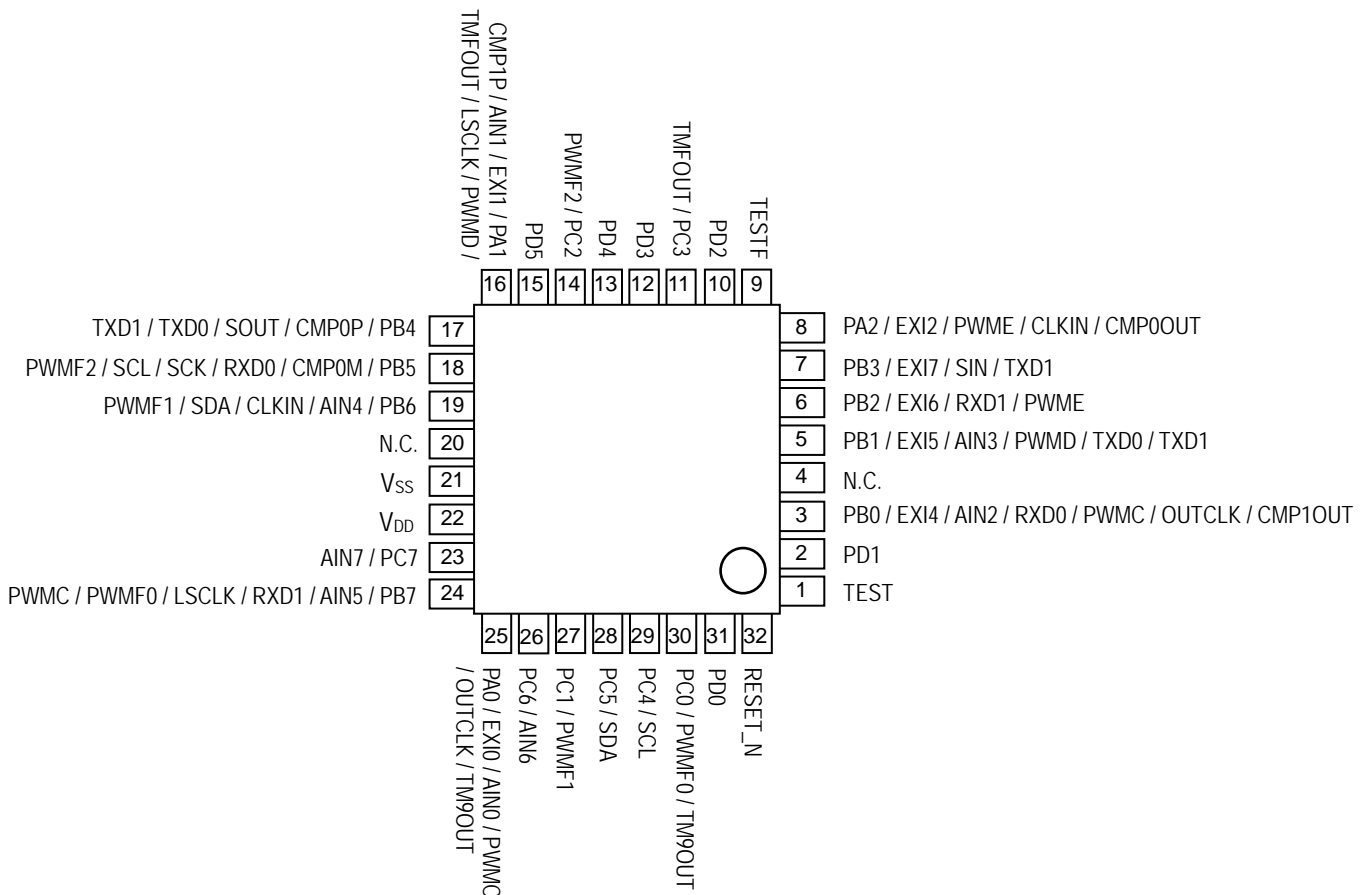 TMFOUT / LSCLK / PWMD /
CMP1P / AIN1 / EXI1 / PA1
PD5
PWMF2 / PC2
PD4
PD3
TMFOUT / PC3
PD2
TESTF
16 15 14 13 12 11 10 9
TXD1 / TXD0 / SOUT / CMP0P / PB4 17
PWMF2 / SCL / SCK / RXD0 / CMP0M / PB5 18
PWMF1 / SDA / CLKIN / AIN4 / PB6 19
N.C. 20
VSS 21
VDD 22
AIN7 / PC7 23
PWMC / PWMF0 / LSCLK / RXD1 / AIN5 / PB7 24
8 PA2 / EXI2 / PWME / CLKIN / CMP0OUT
7 PB3 / EXI7 / SIN / TXD1
6 PB2 / EXI6 / RXD1 / PWME
5 PB1 / EXI5 / AIN3 / PWMD / TXD0 / TXD1
4 N.C.
3 PB0 / EXI4 / AIN2 / RXD0 / PWMC / OUTCLK / CMP1OUT
2 PD1
1 TEST
25 26 27 28 29 30 31 32
PA0 / EXI0 / AIN0 / PWMC
/ OUTCLK / TM9OUT
PC6 / AIN6
PC1 / PWMF1
PC5 / SDA
PC4 / SCL
PC0 / PWMF0 / TM9OUT
PD0
RESET_N